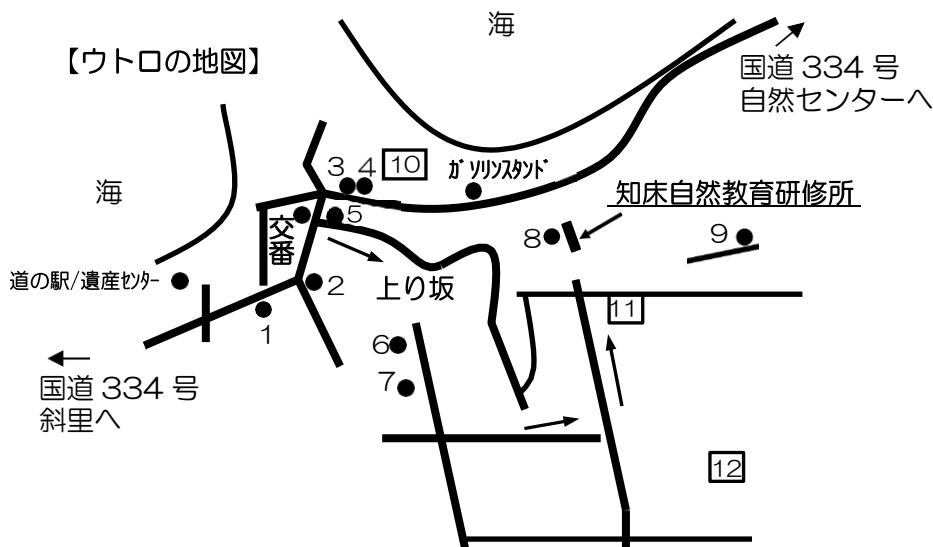 海
【ウトロの地図】
国道 334 号
自然センターへ
3 4 10
ｶﾞｿﾘﾝｽﾀﾝﾄﾞ
海
知床自然教育研修所
交番
5
8
9
道の駅/遺産ｾﾝﾀｰ
2
上り坂
1
11
6
国道 334 号
斜里へ
7
12